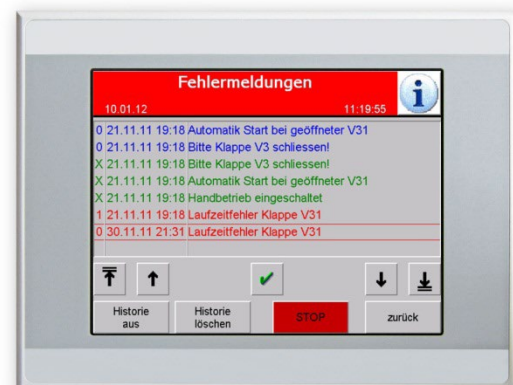 Fehlermeldungen
10.01.12 11:19:55
0 21.11.11 19:18 Automatik Start bei geöffneter V31
0 21.11.11 19:18 Bitte Klappe V3 schliessen!
X 21.11.11 19:18 Bitte Klappe V3 schliessen!
X 21.11.11 19:18 Automatik Start bei geöffneter V31
X 21.11.11 19:18 Handbetrieb eingeschaltet
1 21.11.11 19:18 Laufzeitfehler Klappe V31
0 30.11.11 21:31 Laufzeitfehler Klappe V31
Historie aus
Historie löschen
STOP
zurück